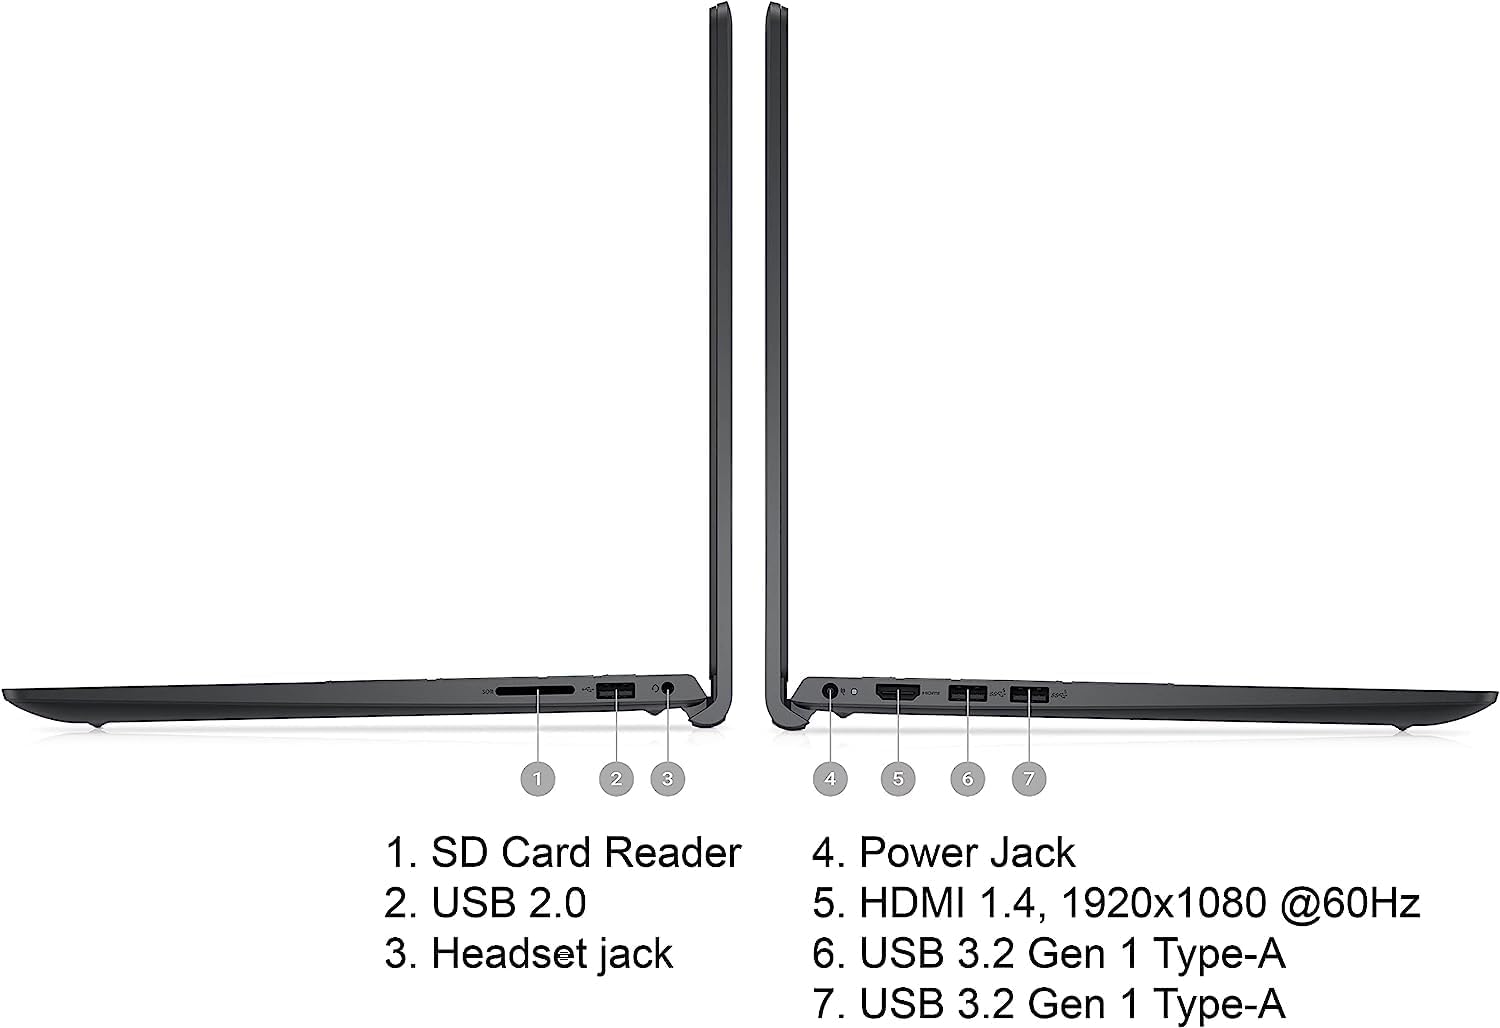 SD
1
2
3
4
HDMI
5
6
7
1. SD Card Reader
2. USB 2.0
3. Headset jack
4. Power Jack
5. HDMI 1.4, 1920x1080 @60Hz
6. USB 3.2 Gen 1 Type-A
7. USB 3.2 Gen 1 Type-A